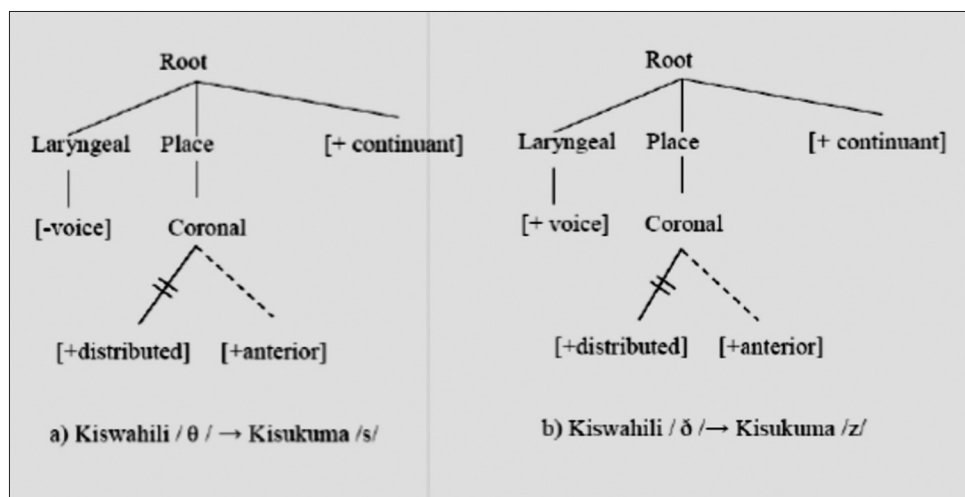 Root
Laryngeal Place [+ continuant]
[-voice] Coronal
[+distributed] [+anterior]
a) Kiswahili / θ / → Kisukuma /s/
Root
Laryngeal Place [+ continuant]
[+ voice] Coronal
[+distributed] [+anterior]
b) Kiswahili / ð /→ Kisukuma /z/